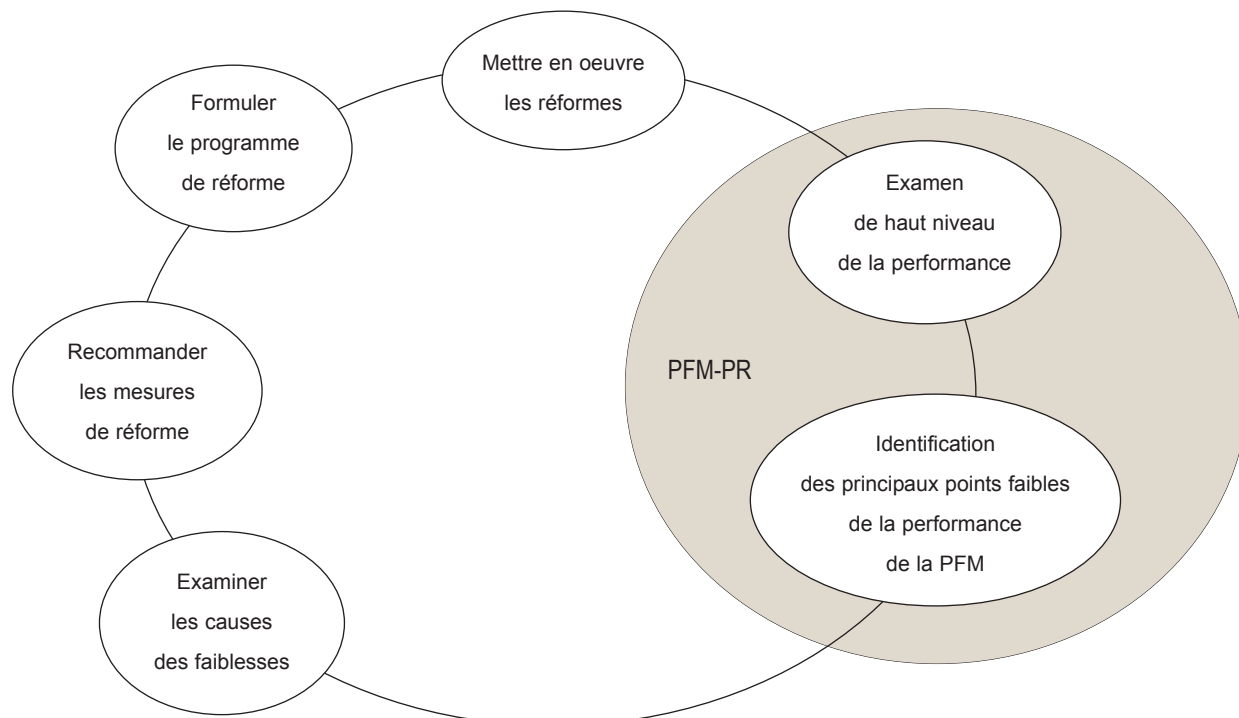 Mettre en oeuvre
les réformes
Formuler
le programme
de réforme
Examen
de haut niveau
de la performance
PFM-PR
Recommander
les mesures
de réforme
Identification
des principaux points faibles
de la performance
de la PFM
Examiner
les causes
des faiblesses